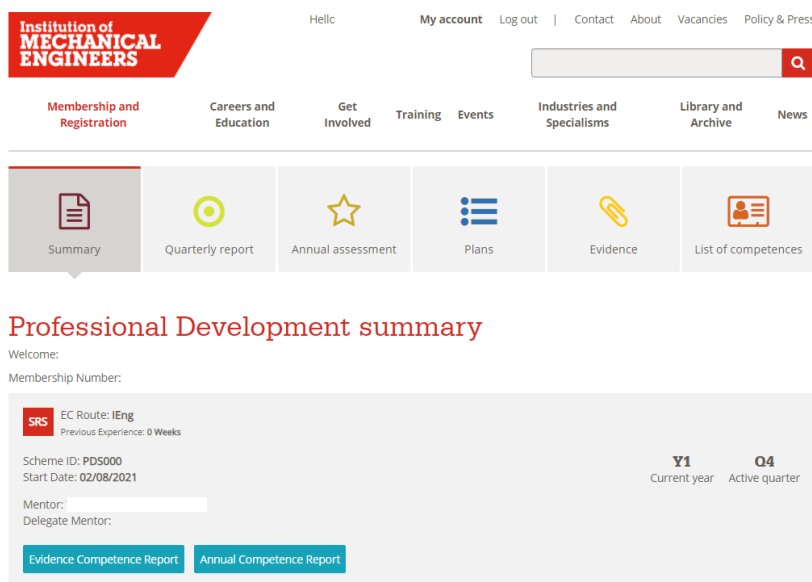 Institution of
MECHANICAL
ENGINEERS
Hello
My account Log out | Contact About Vacancies Policy & Press
Membership and
Registration
Careers and
Education
Get
Involved
Training
Events
Industries and
Specialisms
Library and
Archive
News
Summary
Quarterly report
Annual assessment
Plans
Evidence
List of competences
Professional Development summary
Welcome:
Membership Number:
SRS
EC Route: IEng
Previous Experience: 0 Weeks
Scheme ID: PDS000
Start Date: 02/08/2021
Y1
Current year
Q4
Active quarter
Mentor:
Delegate Mentor:
Evidence Competence Report
Annual Competence Report